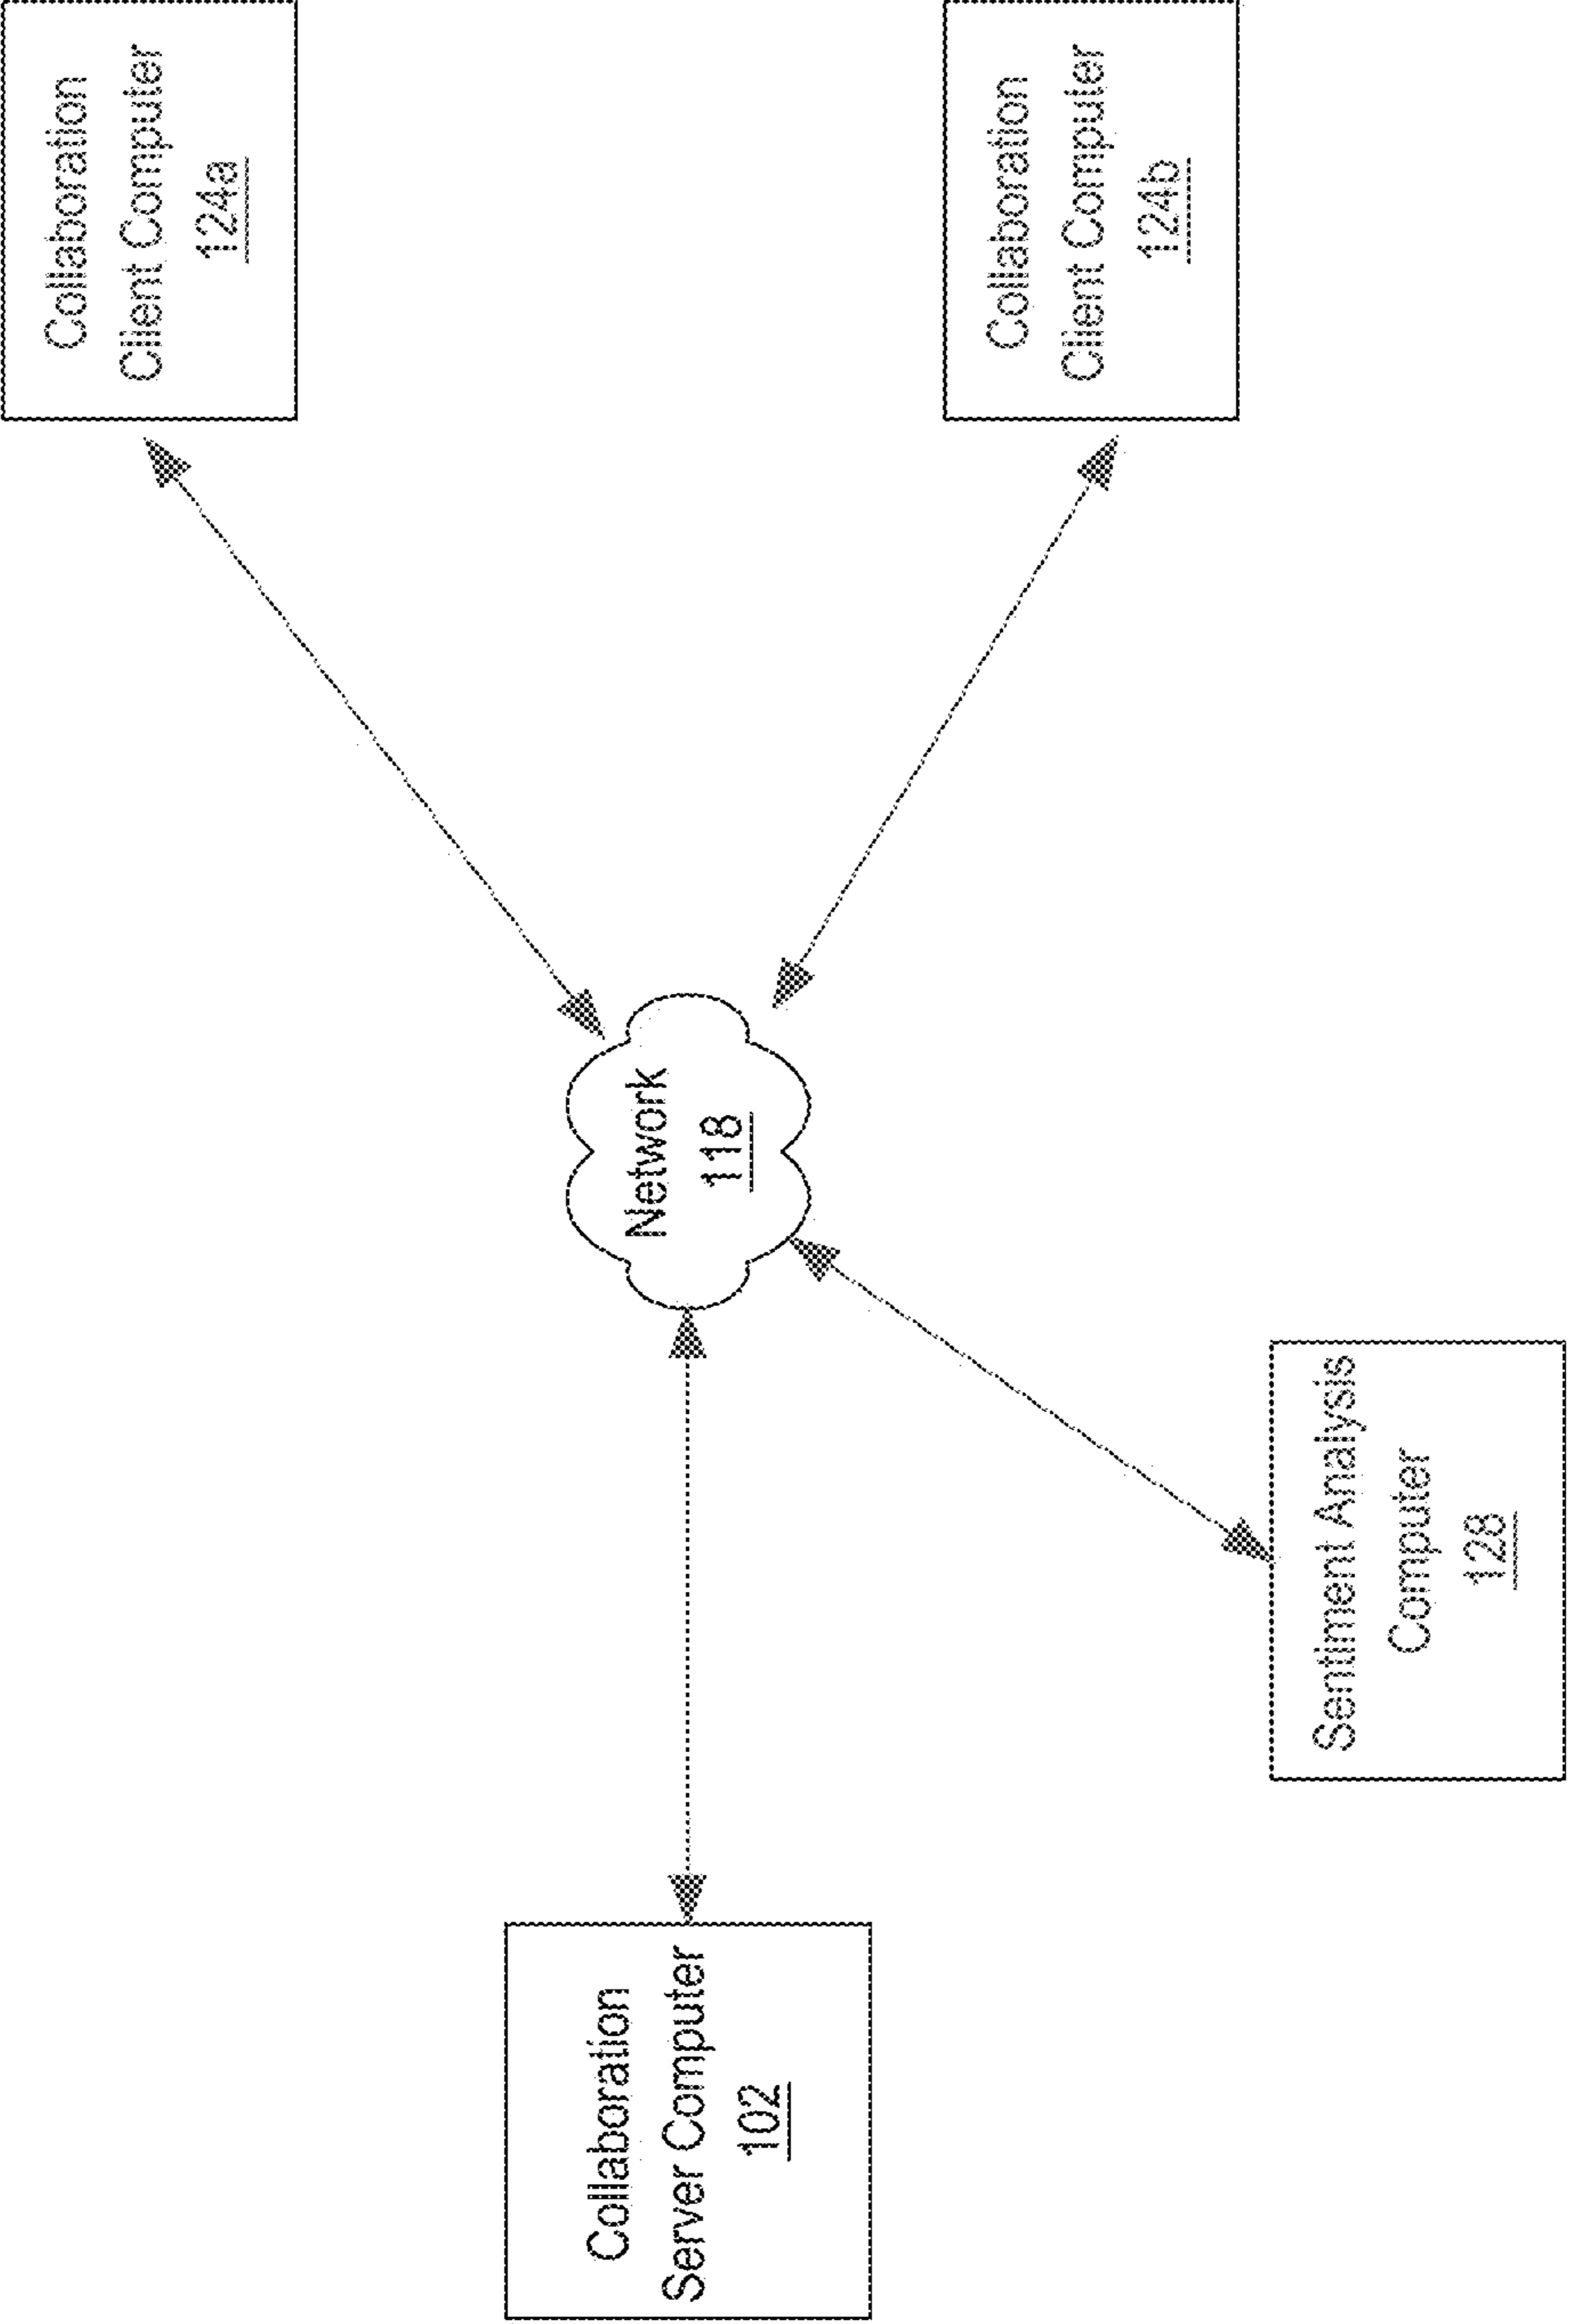 Collaboration
Client Computer
124a
Collaboration
Server Computer
102
Network
118
Collaboration
Client Computer
124b
Sentiment Analysis
Computer
128